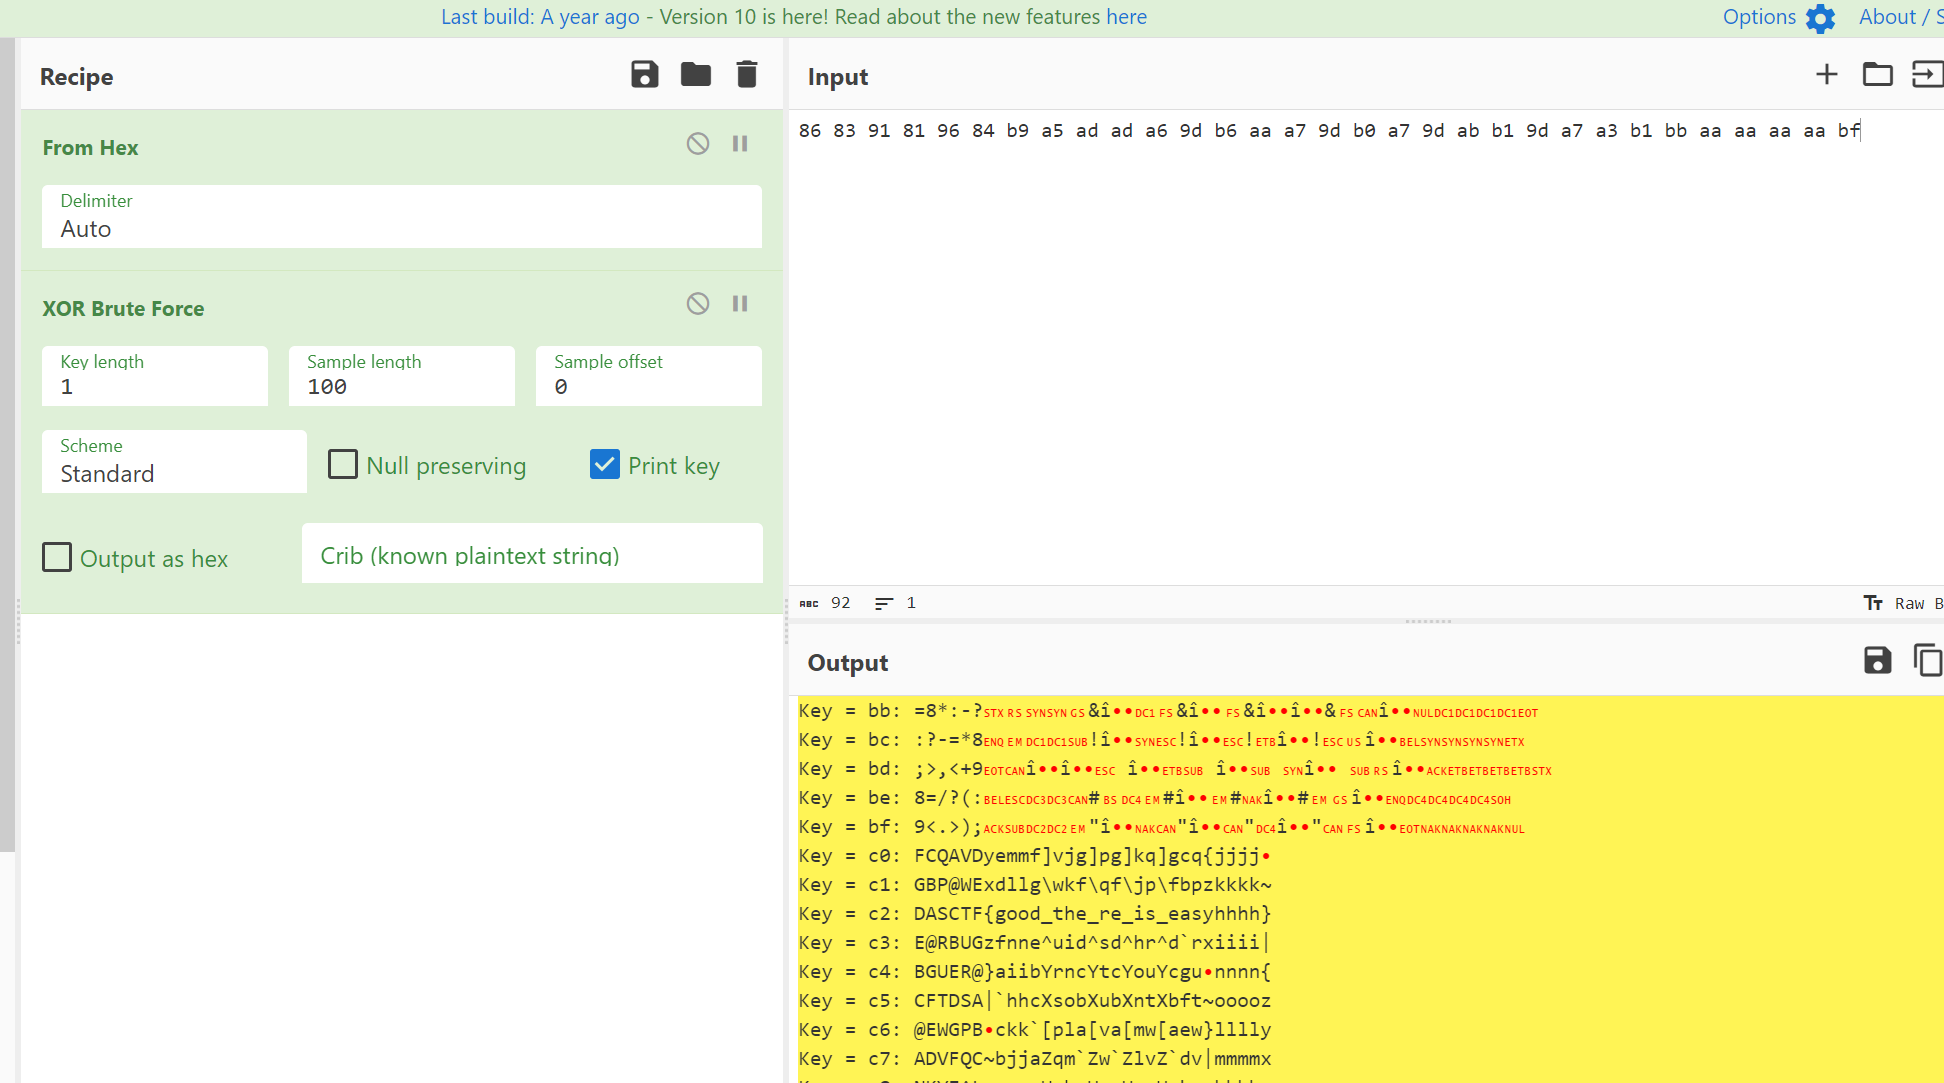 Last build: A year ago - Version 10 is here! Read about the new features here
Options
About /
Recipe
From Hex
Delimiter
Auto
XOR Brute Force
Key length
1
Sample length
100
Sample offset
0
Scheme
Standard
Null preserving
Print key
Output as hex
Crib (known plaintext string)
Input
86 83 91 81 96 84 b9 a5 ad ad a6 9d b6 aa a7 9d b0 a7 9d ab b1 9d a7 a3 b1 bb aa aa aa aa bf
ABC 92 1
Raw B
Output
Key = bb: =8*:-?STX RS SYNSYN GS&î••DC1 FS&î•• FS&î••î••& FS CANî••NULDC1DC1DC1DC1EOT
Key = bc: :?-=*8ENQ EM DC1DC1SUB!î••SYNESC!î••ESC!ETBî••!ESC US î••BELSYNSYNSYNSYNETX
Key = bd: ;>,<+9EOTCANî••î••ESC î••ETBSUB î••SUB SYNî•• SUB RS î••ACKETBETBETBETBSTX
Key = be: 8=/?(:BELESCDC3DC3CAN# BS DC4 EM#î•• EM#NAKî••# EM GS î••ENQDC4DC4DC4DC4SOH
Key = bf: 9<.>);ACKSUBDC2DC2 EM"î••NAKCAN"î••CAN"DC4î••"CAN FS î••EOTNAKNAKNAKNAKNUL
Key = c0: FCQAVDyemmf]vjg]pg]kq]gcq{jjjj•
Key = c1: GBP@WExdllg\wkf\qf\jp\fbpzkkkk~
Key = c2: DASCTF{good_the_re_is_easyhhhh}
Key = c3: E@RBUGzfnne^uid^sd^hr^d`rxiiii|
Key = c4: BGUER@}aiibYrncYtcYouYcgu•nnnn{
Key = c5: CFTDSA|`hhcXsobXubXntXbft~ooooz
Key = c6: @EWGPB•ckk`[pla[va[mw[aew}lllly
Key = c7: ADVFQC~bjjaZqm`Zw`ZlvZ`dv|mmmmx